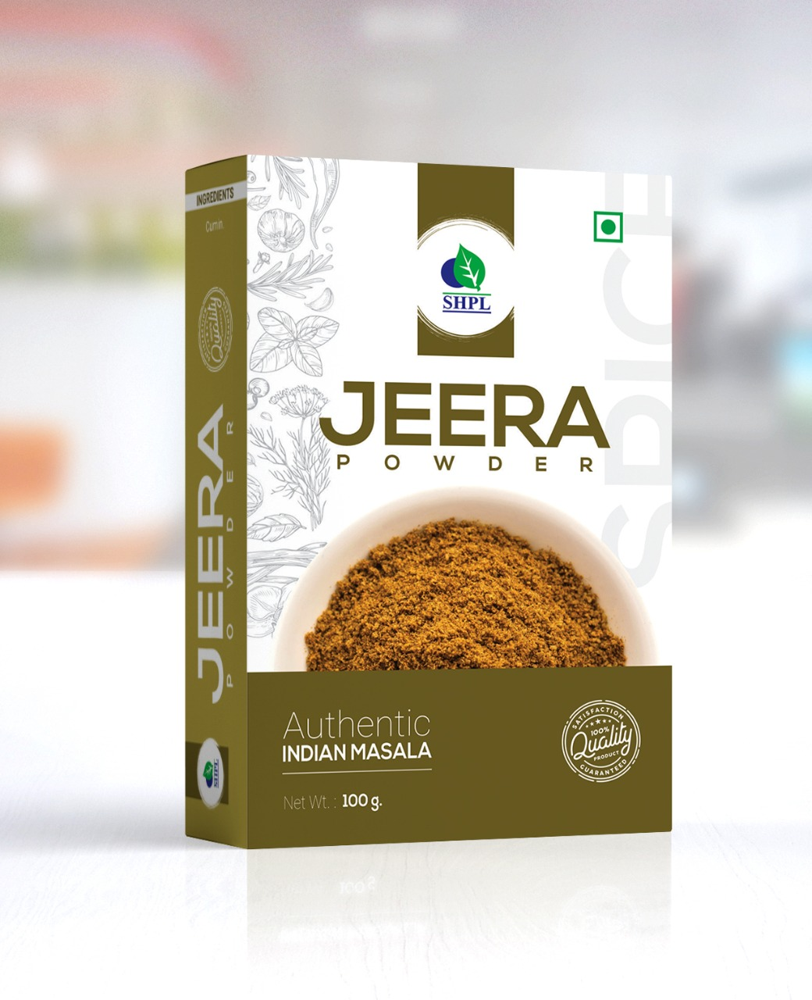 INGREDIENTS
Cumin.
Quality
JEERA
POWDER
SHPL
SHPL
SPICE
JEERA
POWDER
Authentic
INDIAN MASALA
Net Wt. : 100 g.
SATISFACTION
100%
Quality
PRODUCT
GUARANTEED